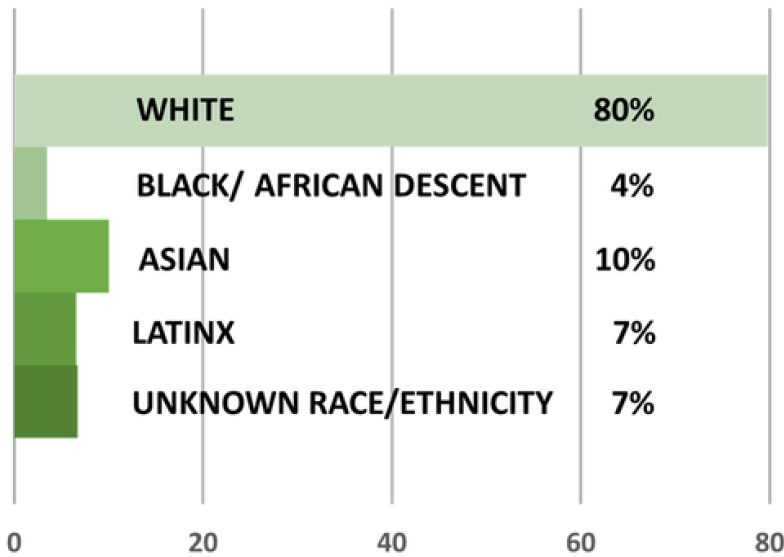 WHITE 80%
BLACK/ AFRICAN DESCENT 4%
ASIAN 10%
LATINX 7%
UNKNOWN RACE/ETHNICITY 7%
0 20 40 60 80